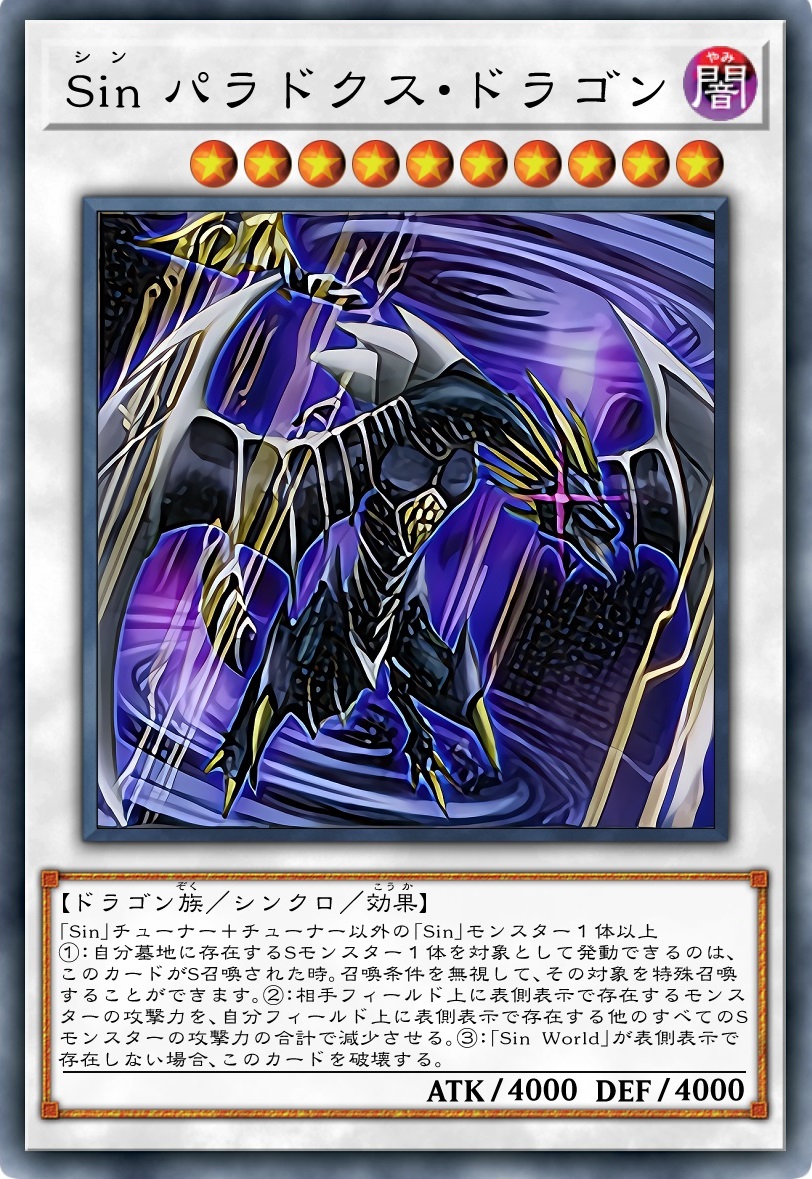 シン
Sin パラドクス・ドラゴン
やみ
闇
ぞく こうか
【ドラゴン族／シンクロ／効果】
「Sin」チューナー＋チューナー以外の「Sin」モンスター１体以上
①：自分墓地に存在するSモンスター１体を対象として発動できるのは、
このカードがS召喚された時。召喚条件を無視して、その対象を特殊召喚
することができます。②：相手フィールド上に表側表示で存在するモンス
ターの攻撃力を、自分フィールド上に表側表示で存在する他のすべてのS
モンスターの攻撃力の合計で減少させる。③：「Sin World」が表側表示で
存在しない場合、このカードを破壊する。
ATK/4000 DEF/4000